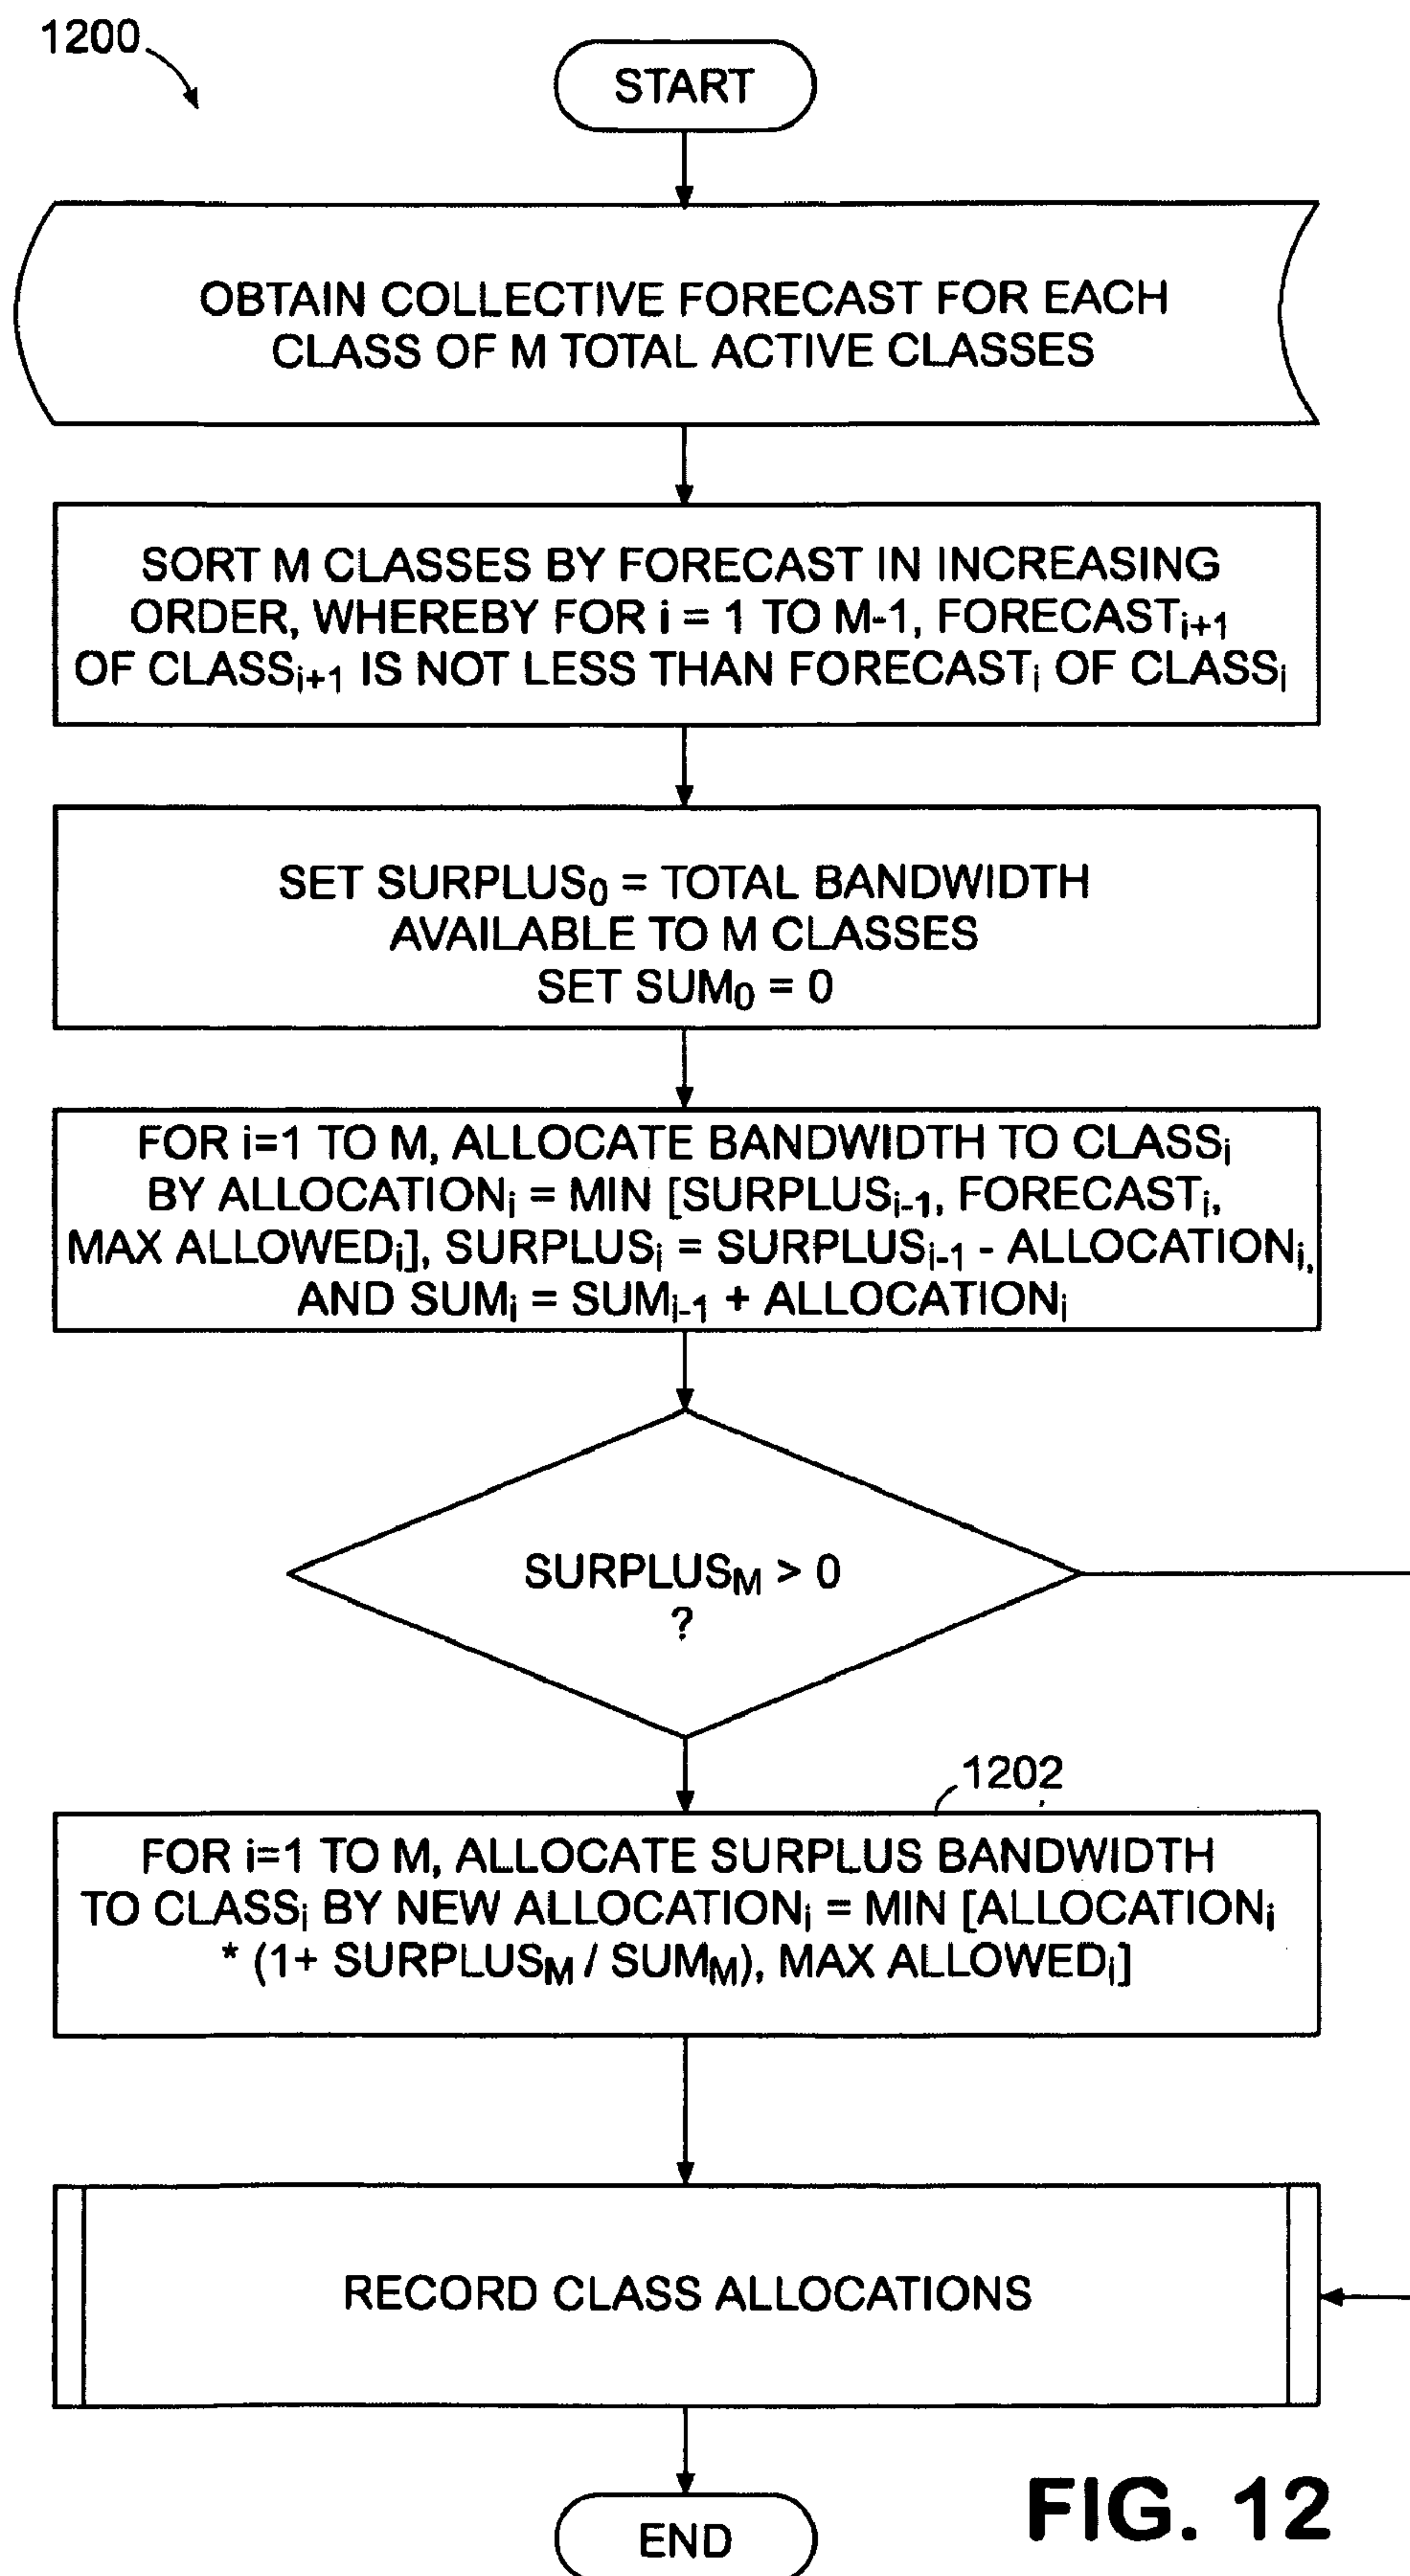 1200
START
OBTAIN COLLECTIVE FORECAST FOR EACH
CLASS OF M TOTAL ACTIVE CLASSES
SORT M CLASSES BY FORECAST IN INCREASING
ORDER, WHEREBY FOR i = 1 TO M-1, FORECASTi+1
OF CLASSi+1 IS NOT LESS THAN FORECASTi OF CLASSi
SET SURPLUS0 = TOTAL BANDWIDTH
AVAILABLE TO M CLASSES
SET SUM0 = 0
FOR i=1 TO M, ALLOCATE BANDWIDTH TO CLASSi
BY ALLOCATIONi = MIN [SURPLUSi-1, FORECASTi,
MAX ALLOWEDi], SURPLUSi = SURPLUSi-1 - ALLOCATIONi,
AND SUMi = SUMi-1 + ALLOCATIONi
SURPLUSM > 0
?
1202
FOR i=1 TO M, ALLOCATE SURPLUS BANDWIDTH
TO CLASSi BY NEW ALLOCATIONi = MIN [ALLOCATIONi
* (1+ SURPLUSM / SUMM), MAX ALLOWEDi]
RECORD CLASS ALLOCATIONS
END
FIG. 12